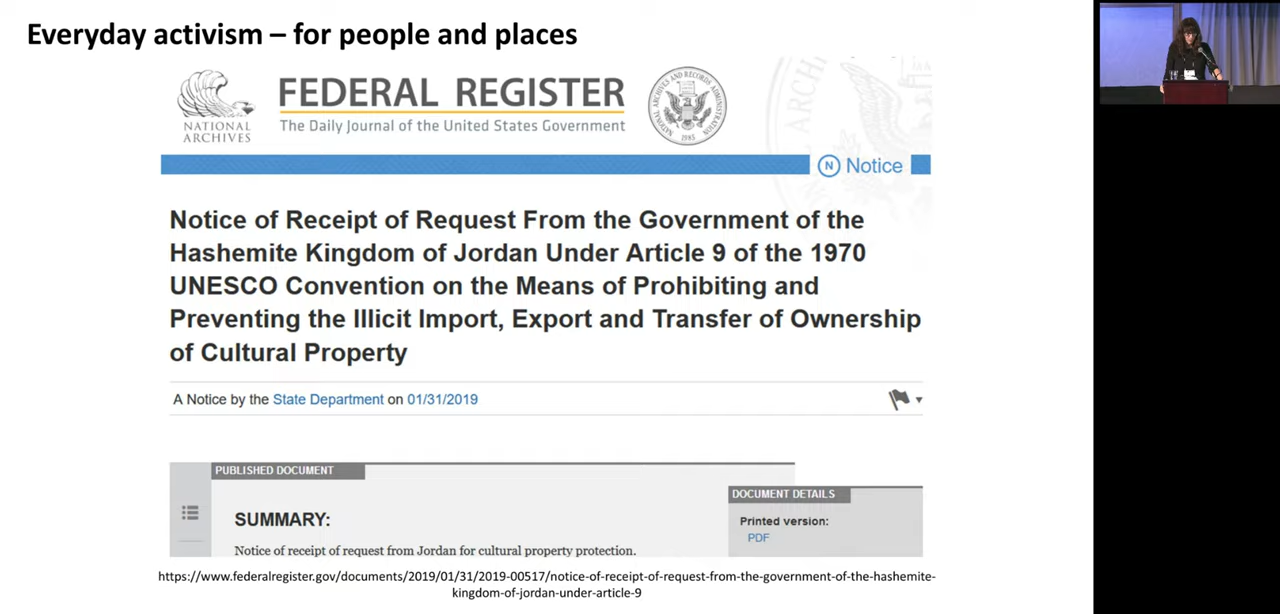 Everyday activism – for people and places
NATIONAL
ARCHIVES
FEDERAL REGISTER
The Daily Journal of the United States Government
NATIONAL ARCHIVES AND RECORDS ADMINISTRATION
1985
N Notice
Notice of Receipt of Request From the Government of the
Hashemite Kingdom of Jordan Under Article 9 of the 1970
UNESCO Convention on the Means of Prohibiting and
Preventing the Illicit Import, Export and Transfer of Ownership
of Cultural Property
A Notice by the State Department on 01/31/2019
PUBLISHED DOCUMENT
SUMMARY:
Notice of receipt of request from Jordan for cultural property protection.
DOCUMENT DETAILS
Printed version:
PDF
https://www.federalregister.gov/documents/2019/01/31/2019-00517/notice-of-receipt-of-request-from-the-government-of-the-hashemite-
kingdom-of-jordan-under-article-9